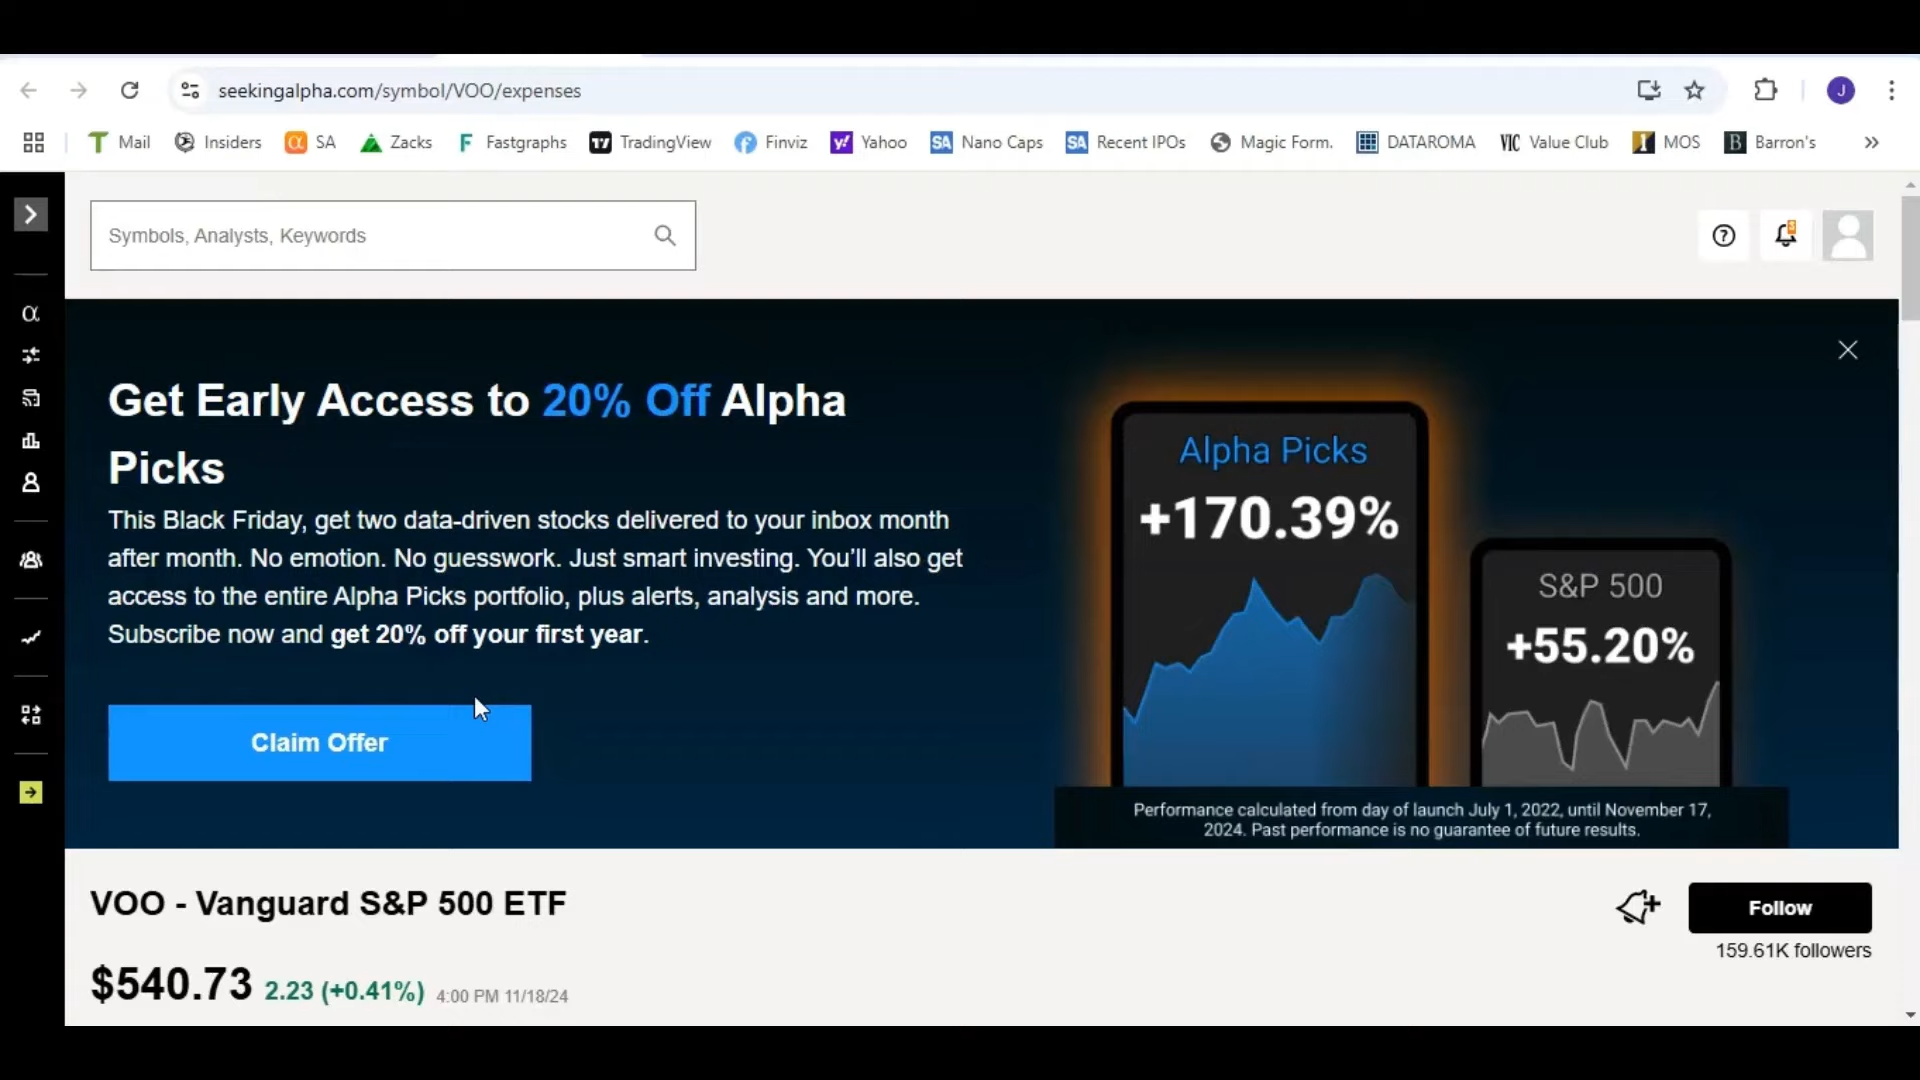 seekingalpha.com/symbol/VOO/expenses
J
Mail Insiders SA Zacks Fastgraphs TradingView Finviz Yahoo SA Nano Caps SA Recent IPOs Magic Form. DATAROMA VIC Value Club MOS B Barron's »
Symbols, Analysts, Keywords
Get Early Access to 20% Off Alpha
Picks
This Black Friday, get two data-driven stocks delivered to your inbox month
after month. No emotion. No guesswork. Just smart investing. You'll also get
access to the entire Alpha Picks portfolio, plus alerts, analysis and more.
Subscribe now and get 20% off your first year.
Claim Offer
Alpha Picks
+170.39%
S&P 500
+55.20%
Performance calculated from day of launch July 1, 2022, until November 17,
2024. Past performance is no guarantee of future results.
VOO - Vanguard S&P 500 ETF
Follow
159.61K followers
$540.73 2.23 (+0.41%) 4:00 PM 11/18/24